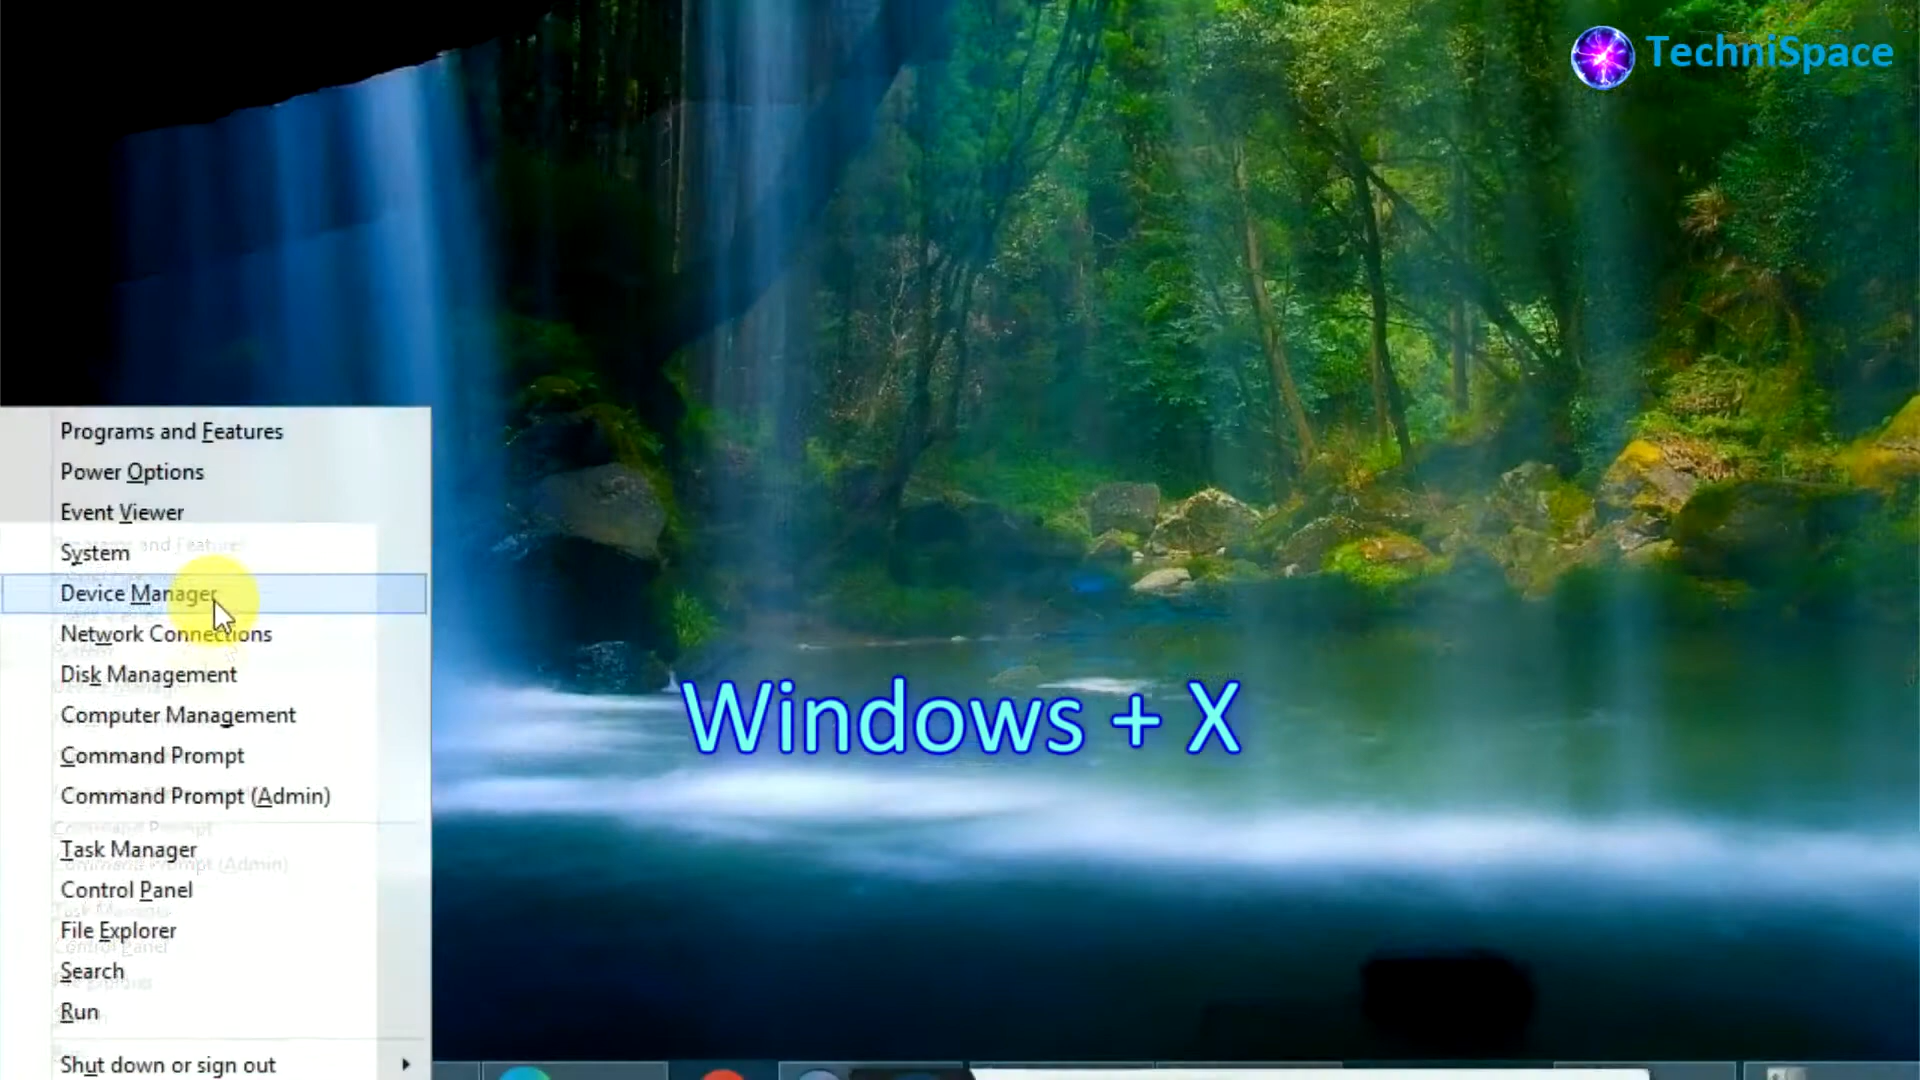 TechniSpace
Programs and Features
Power Options
Event Viewer
System
Device Manager
Network Connections
Disk Management
Computer Management
Command Prompt
Command Prompt (Admin)
Task Manager
Control Panel
File Explorer
Search
Run
Shut down or sign out
Windows + X